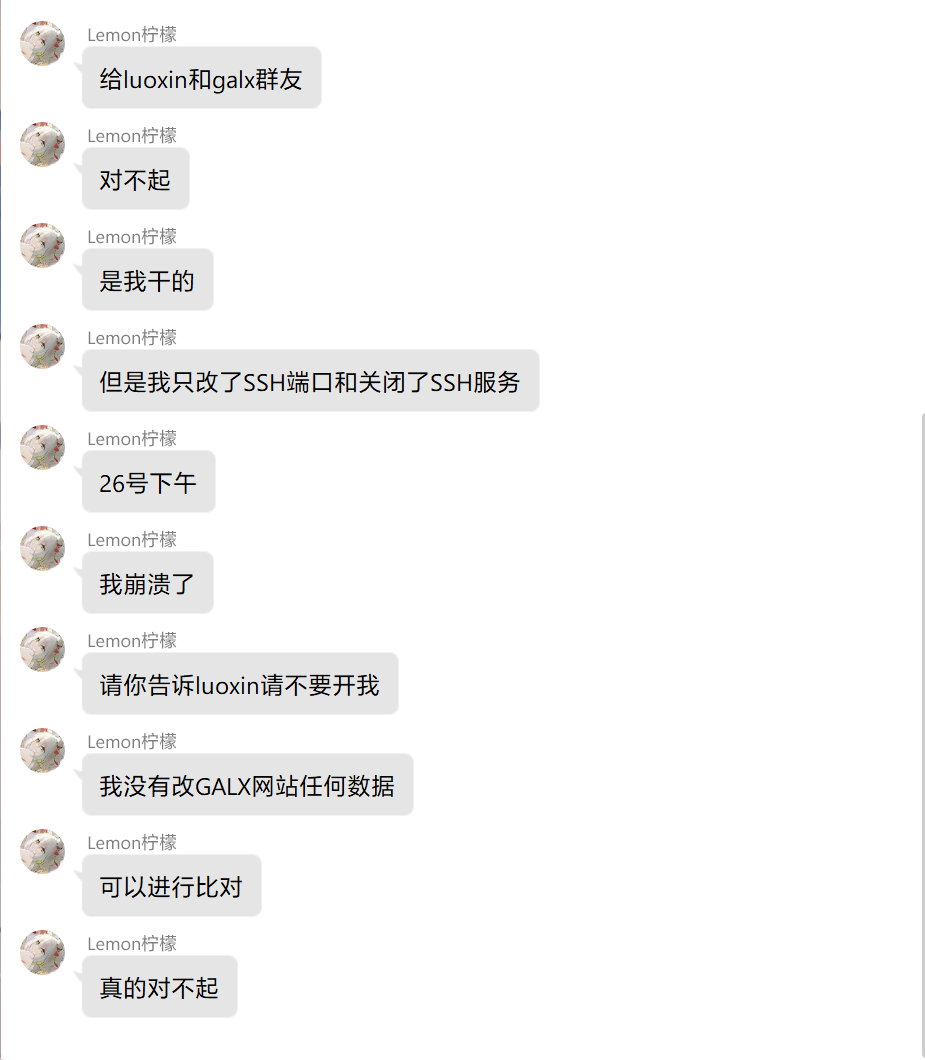 Lemon柠檬
给luoxin和galx群友
Lemon柠檬
对不起
Lemon柠檬
是我干的
Lemon柠檬
但是我只改了SSH端口和关闭了SSH服务
Lemon柠檬
26号下午
Lemon柠檬
我崩溃了
Lemon柠檬
请你告诉luoxin请不要开我
Lemon柠檬
我没有改GALX网站任何数据
Lemon柠檬
可以进行比对
Lemon柠檬
真的对不起